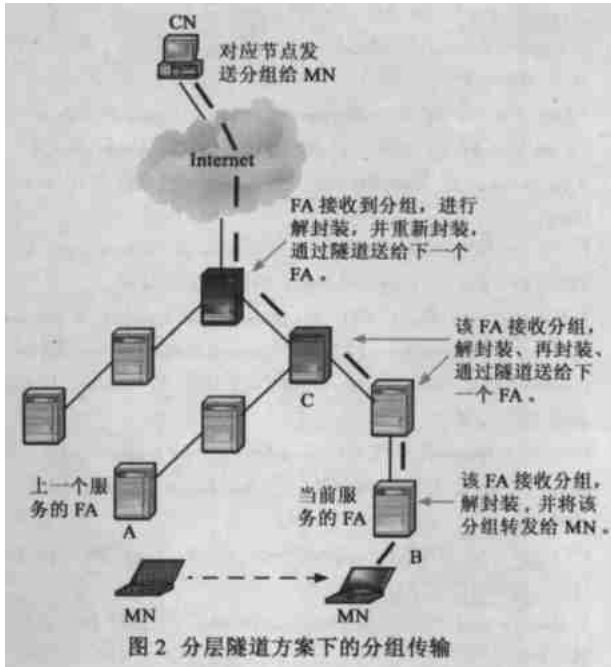 CN
对应节点发
送分组给 MN
Internet
FA 接收到分组，进行
解封装，并重新封装，
通过隧道送给下一个
FA 。
该 FA 接收分组，
解封装、再封装、
通过隧道送给下
一个 FA 。
C
上一个服
务的 FA
A
当前服
务的 FA
该 FA 接收分组，
解封装，并将该
分组转发给 MN 。
B
MN
MN
图 2 分层隧道方案下的分组传输